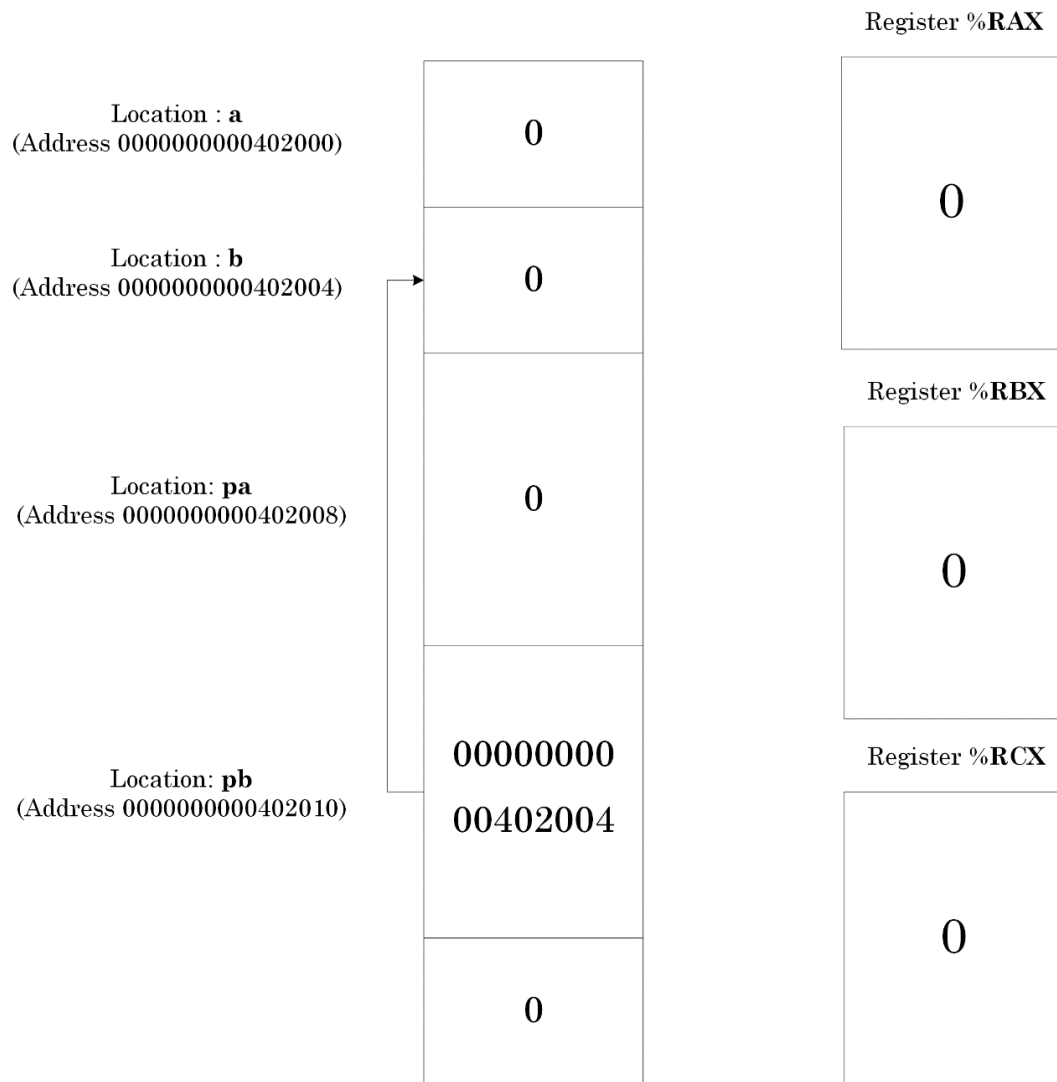 Register %RAX
Location : a
(Address 0000000000402000)
0
0
Location : b
(Address 0000000000402004)
0
Register %RBX
Location: pa
(Address 0000000000402008)
0
0
Register %RCX
Location: pb
(Address 0000000000402010)
00000000
00402004
0
0